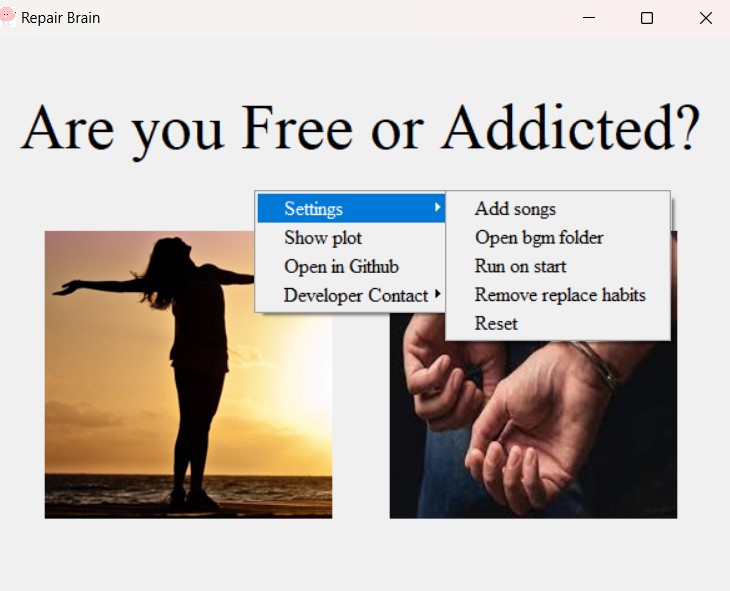 Repair Brain
Are you Free or Addicted?
Settings
Show plot
Open in Github
Developer Contact
Add songs
Open bgm folder
Run on start
Remove replace habits
Reset